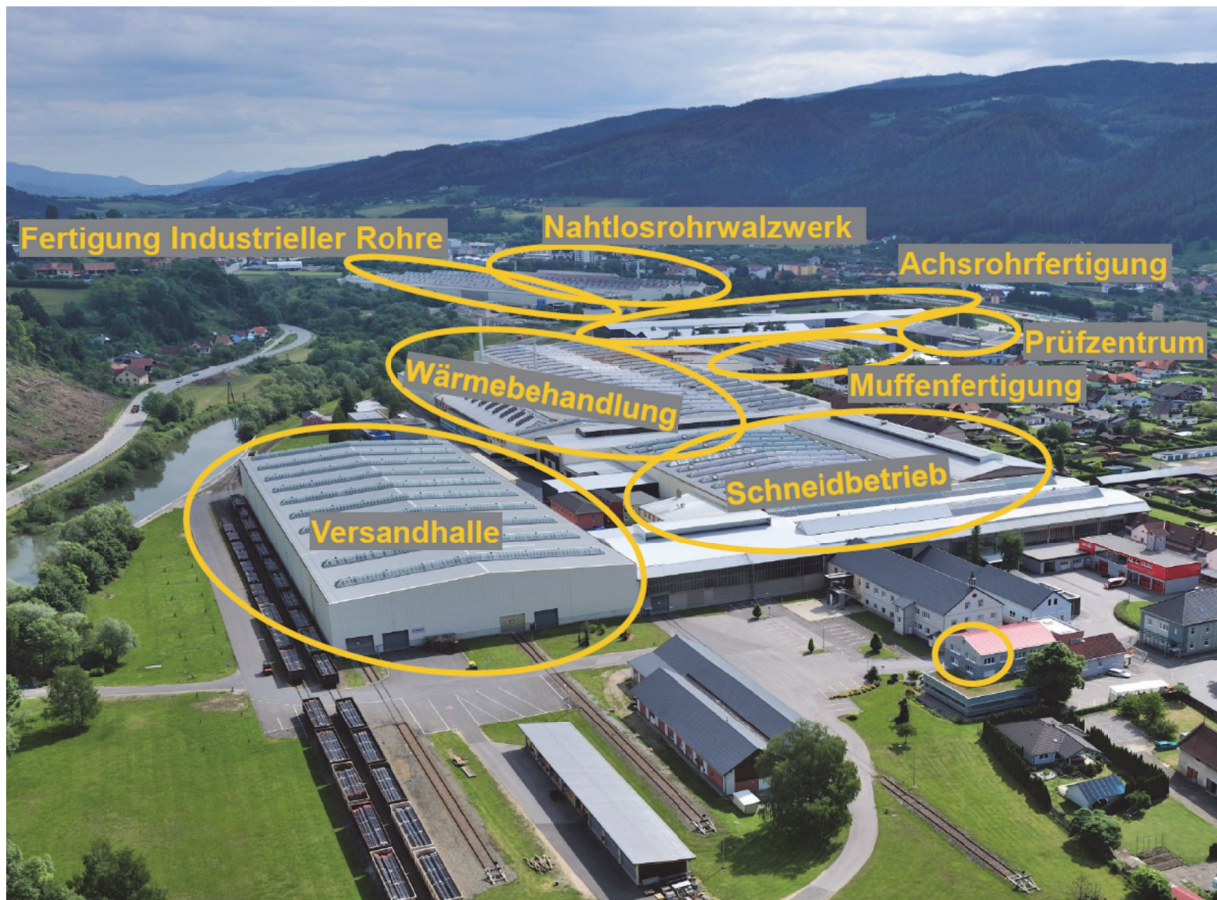 Nahtlosrohrwalzwerk
Fertigung Industrieller Rohre
Achsrohrfertigung
Prüfzentrum
Wärmebehandlung
Muffenfertigung
Schneidbetrieb
Versandhalle